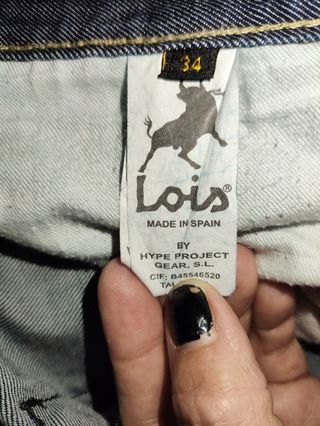 34
Lois®
MADE IN SPAIN
BY
HYPE PROJECT
GEAR, S.L.
CIF: B45546520